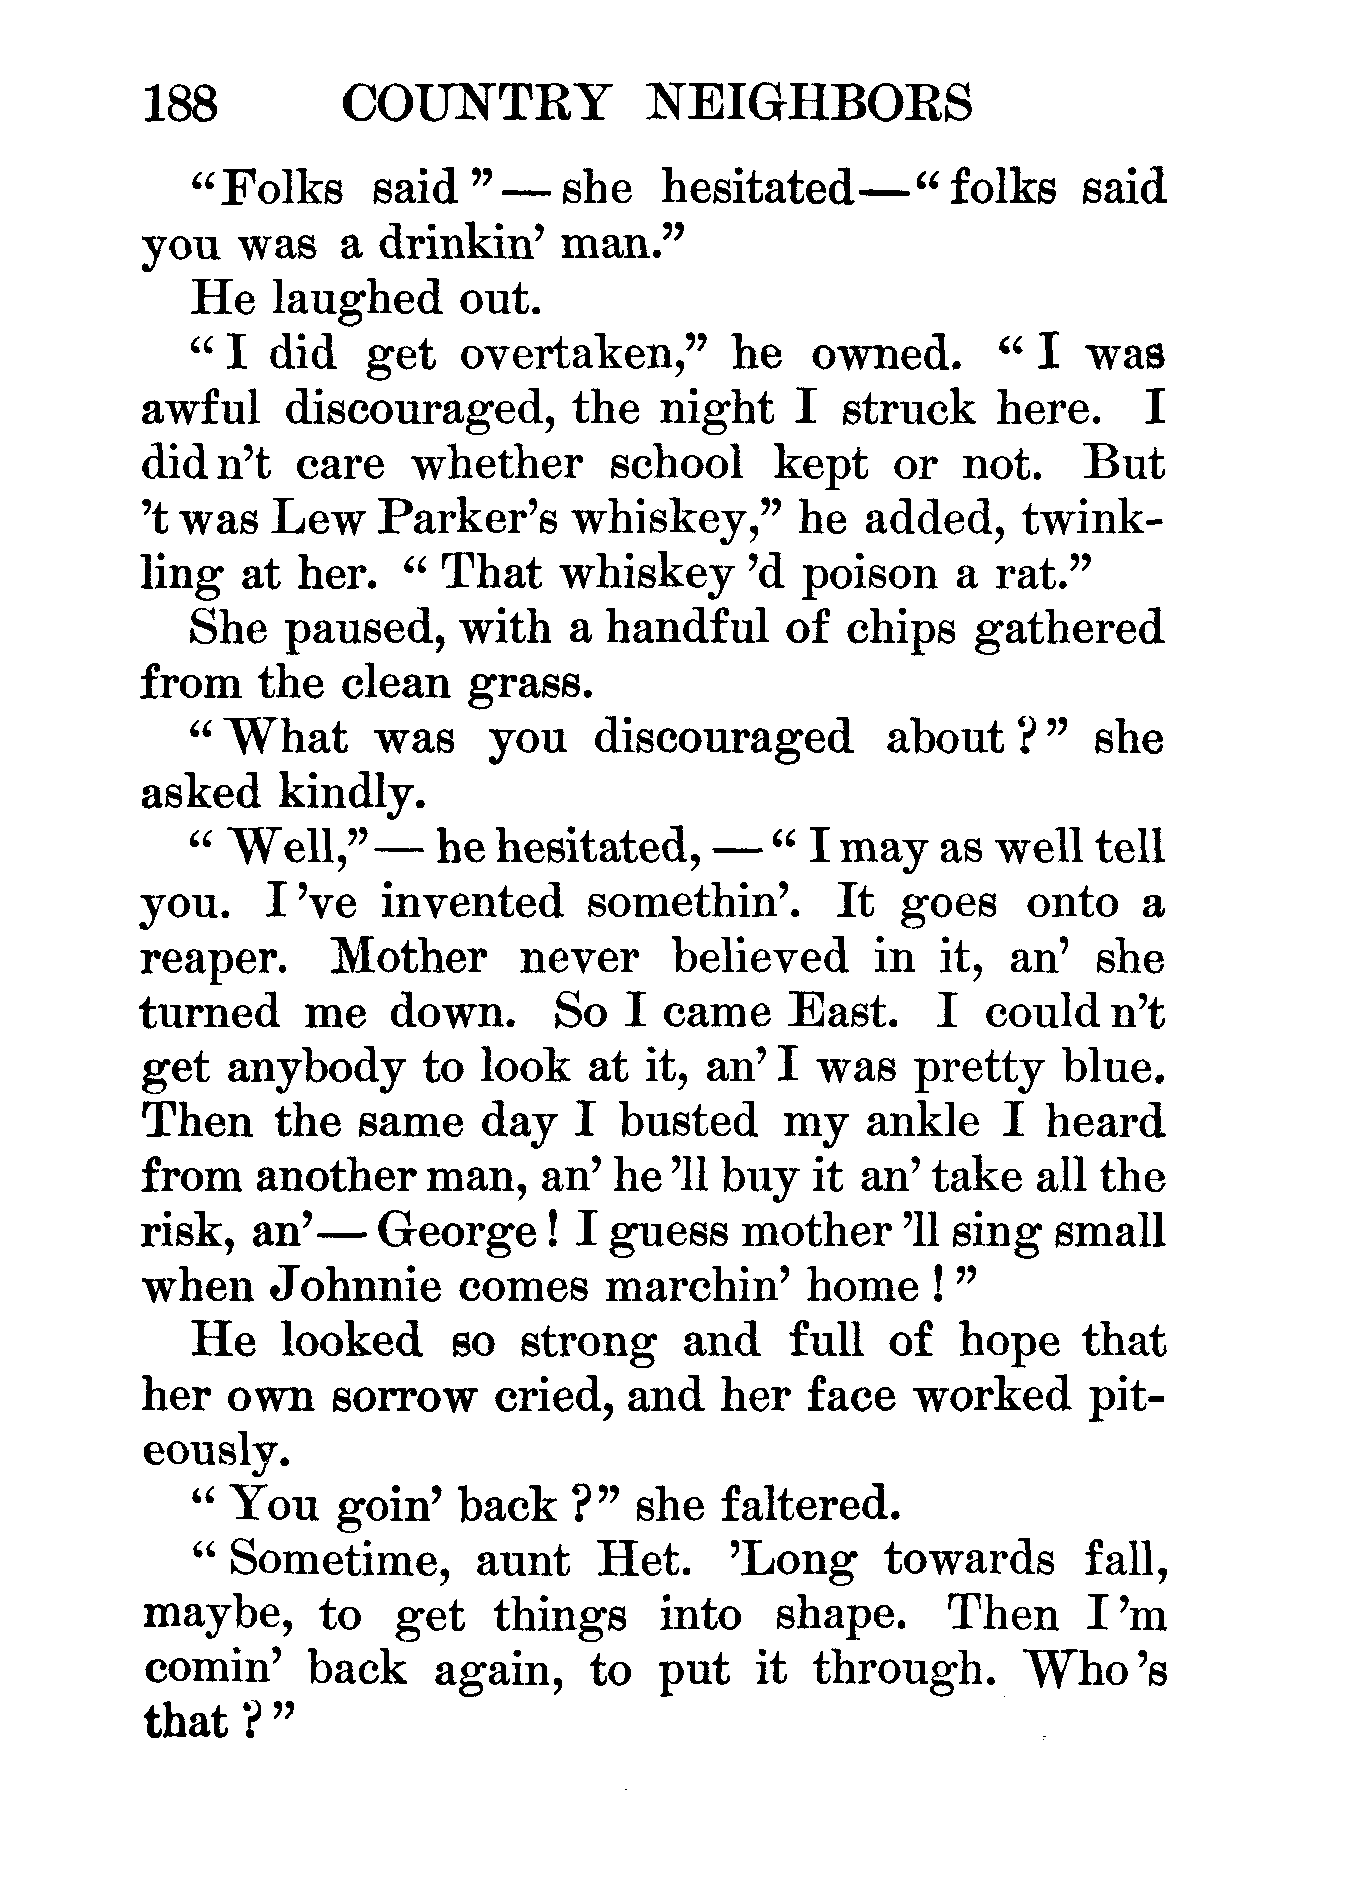 188 COUNTRY NEIGHBORS
“Folks said”—she hesitated—“folks said
you was a drinkin’ man.”
He laughed out.
“I did get overtaken,” he owned. “I was
awful discouraged, the night I struck here. I
did n’t care whether school kept or not. But
’t was Lew Parker’s whiskey,” he added, twink-
ling at her. “That whiskey ’d poison a rat.”
She paused, with a handful of chips gathered
from the clean grass.
“What was you discouraged about?” she
asked kindly.
“Well,”—he hesitated,—“I may as well tell
you. I ’ve invented somethin’. It goes onto a
reaper. Mother never believed in it, an’ she
turned me down. So I came East. I could n’t
get anybody to look at it, an’ I was pretty blue.
Then the same day I busted my ankle I heard
from another man, an’ he ’ll buy it an’ take all the
risk, an’—George! I guess mother ’ll sing small
when Johnnie comes marchin’ home!”
He looked so strong and full of hope that
her own sorrow cried, and her face worked pit-
eously.
“You goin’ back?” she faltered.
“Sometime, aunt Het. ’Long towards fall,
maybe, to get things into shape. Then I ’m
comin’ back again, to put it through. Who ’s
that?”